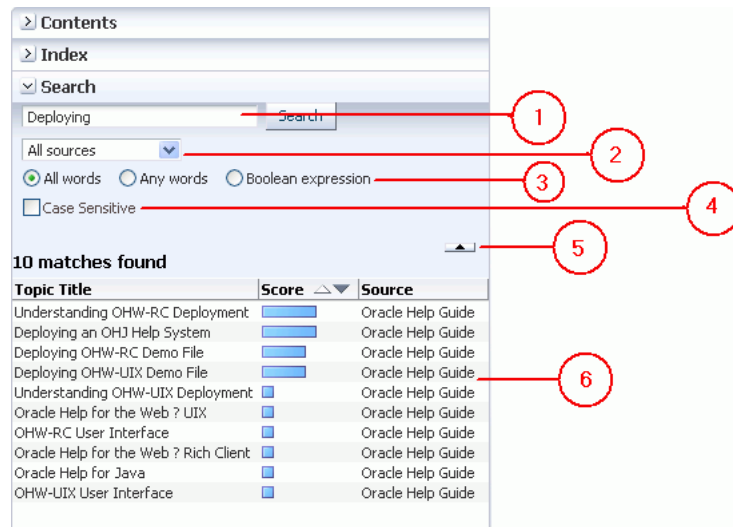 Contents
Index
Search
Deploying Search 1
All sources 2
All words Any words Boolean expression 3
Case Sensitive 4
5
10 matches found
Topic Title Score Source
Understanding OHW-RC Deployment Oracle Help Guide
Deploying an OHJ Help System Oracle Help Guide
Deploying OHW-RC Demo File Oracle Help Guide
Deploying OHW-UIX Demo File Oracle Help Guide
6
Understanding OHW-UIX Deployment Oracle Help Guide
Oracle Help for the Web ? UIX Oracle Help Guide
OHW-RC User Interface Oracle Help Guide
Oracle Help for the Web ? Rich Client Oracle Help Guide
Oracle Help for Java Oracle Help Guide
OHW-UIX User Interface Oracle Help Guide